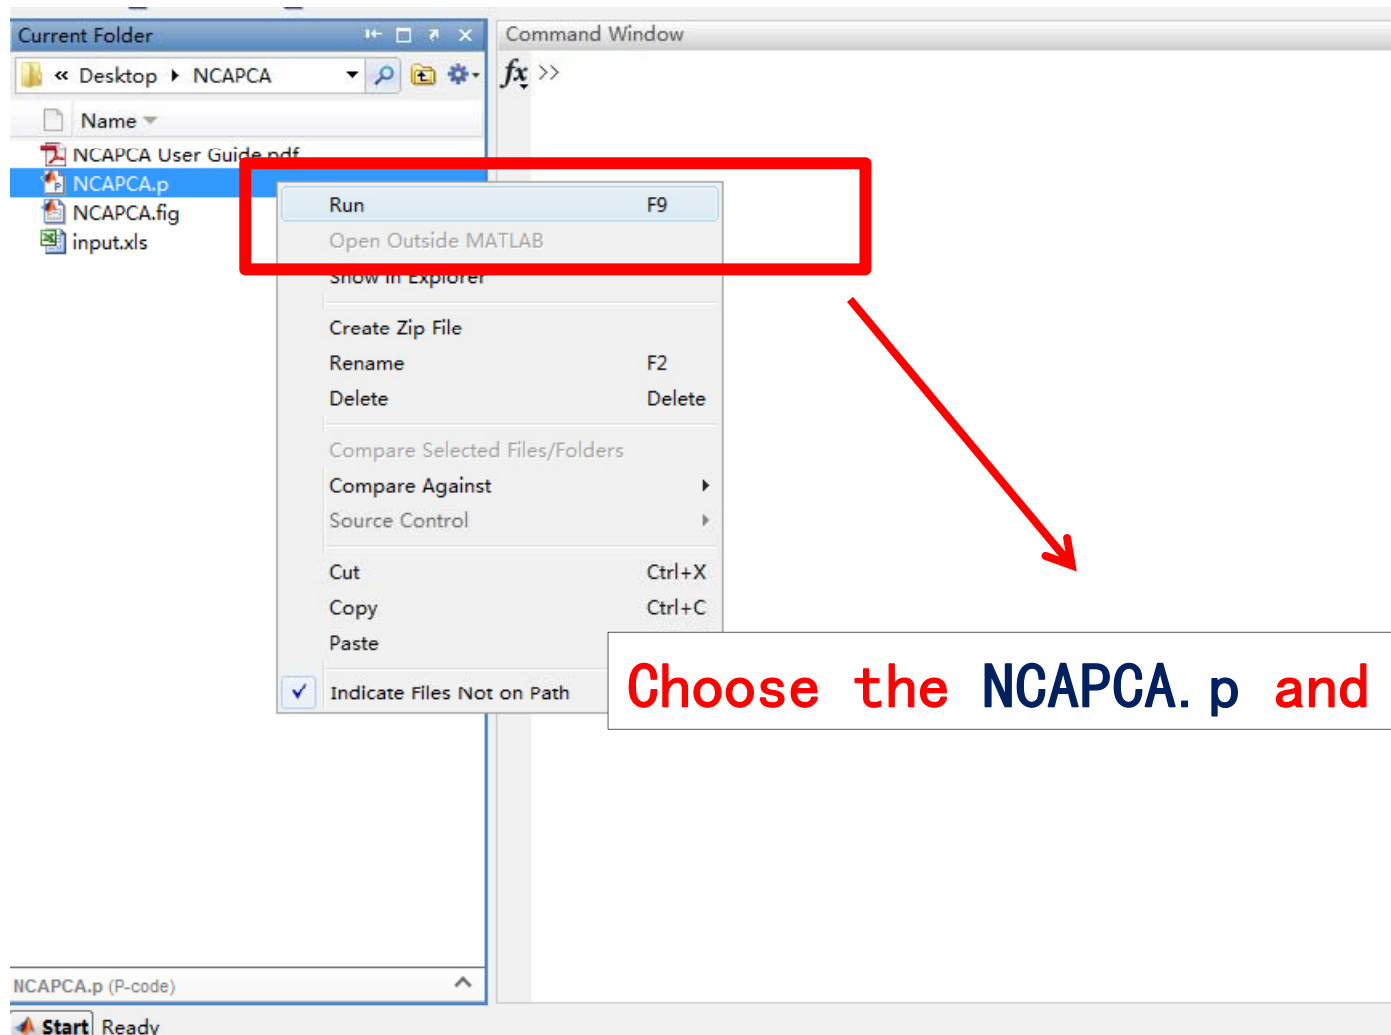 Current Folder
Command Window
« Desktop NCAPCA
fx >>
Name
NCAPCA User Guide.pdf
NCAPCA.p
NCAPCA.fig
input.xls
Run F9
Open Outside MATLAB
Show in Explorer
Create Zip File
Rename F2
Delete Delete
Compare Selected Files/Folders
Compare Against
Source Control
Cut Ctrl+X
Copy Ctrl+C
Paste
Indicate Files Not on Path
Choose the NCAPCA.p and
NCAPCA.p (P-code)
Start Ready